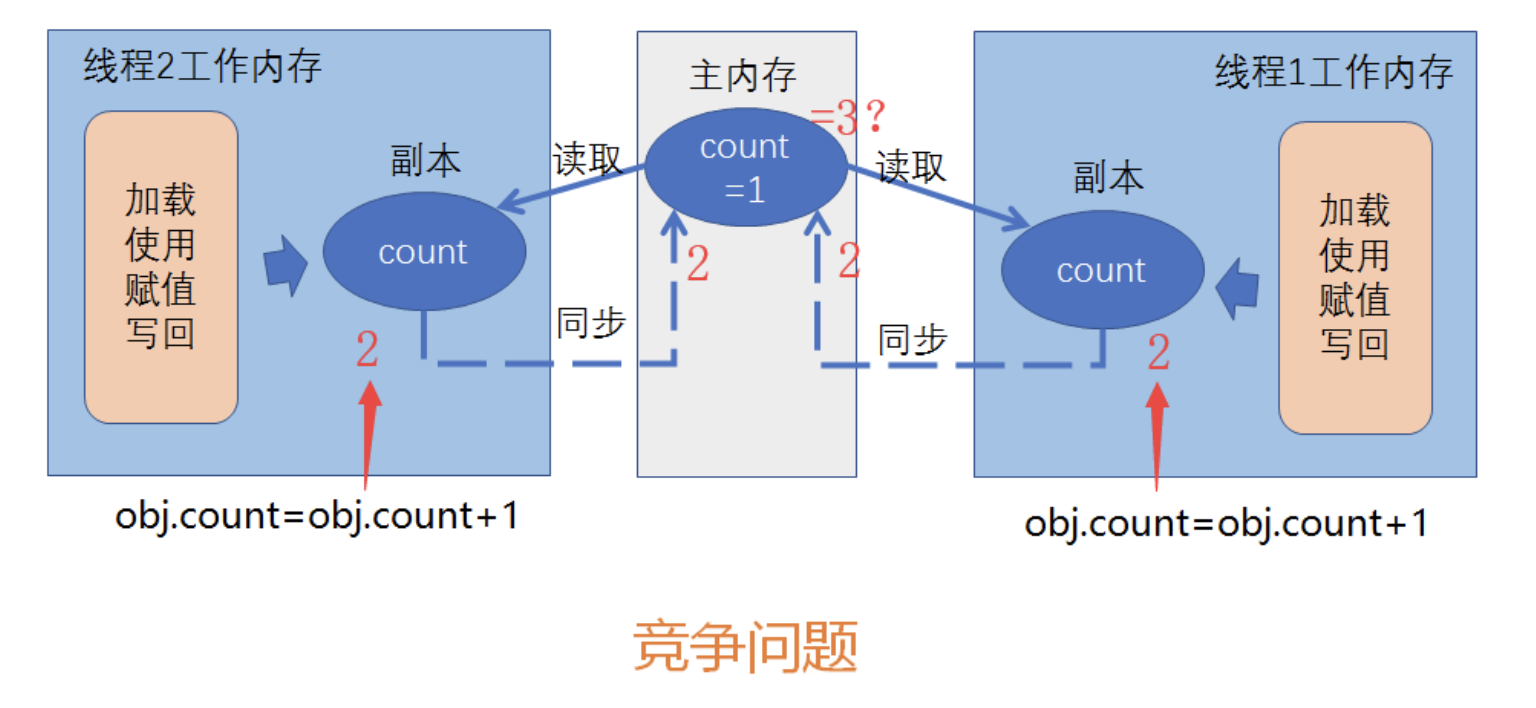 线程2工作内存
加载
使用
赋值
写回
副本
count
2
obj.count=obj.count+1
读取
同步
主内存
count
=1
=3?
2
2
读取
同步
线程1工作内存
副本
count
2
加载
使用
赋值
写回
obj.count=obj.count+1
竞争问题